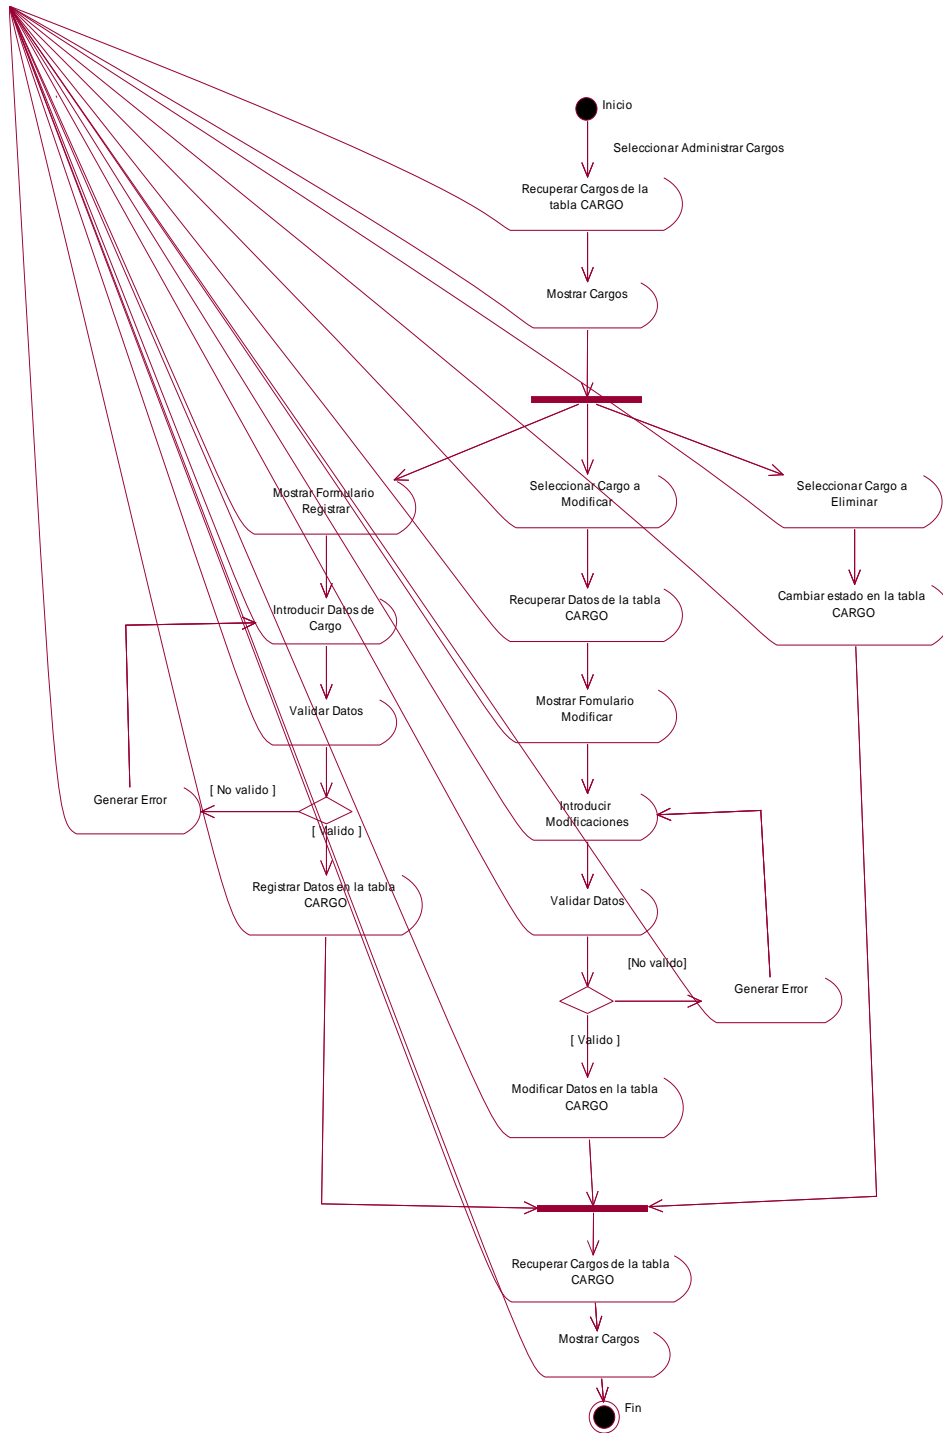 Inicio
Seleccionar Administrar Cargos
Recuperar Cargos de la
tabla CARGO
Mostrar Cargos
Mostrar Formulario
Registrar
Seleccionar Cargo a
Modificar
Seleccionar Cargo a
Eliminar
Introducir Datos de
Cargo
Recuperar Datos de la tabla
CARGO
Cambiar estado en la tabla
CARGO
Validar Datos
Mostrar Fomulario
Modificar
[ No valido ]
Generar Error
[ Valido ]
Introducir
Modificaciones
Registrar Datos en la tabla
CARGO
Validar Datos
[No valido]
Generar Error
[ Valido ]
Modificar Datos en la tabla
CARGO
Recuperar Cargos de la tabla
CARGO
Mostrar Cargos
Fin